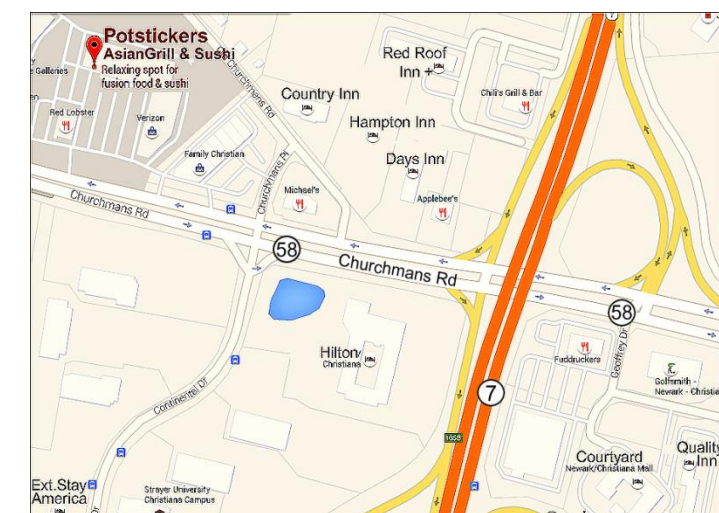 Potstickers
AsianGrill & Sushi
Relaxing spot for
fusion food & sushi
Galleries
Red Lobster
Verizon
Family Christian
Churchmans Rd
Country Inn
Red Roof
Inn +
Hampton Inn
Days Inn
Chili's Grill & Bar
Michael's
Applebee's
Churchmans Pl
Churchmans Rd
58
Churchmans Rd
58
7
Hilton
Christiana
Fuddruckers
Geoffrey Dr
Golfsmith -
Newark - Christia
Continental Dr
165B
Courtyard
Newark/Christiana Mall
Quality
Inn
Ext.Stay
America
Strayer University -
Christiana Campus
Dr